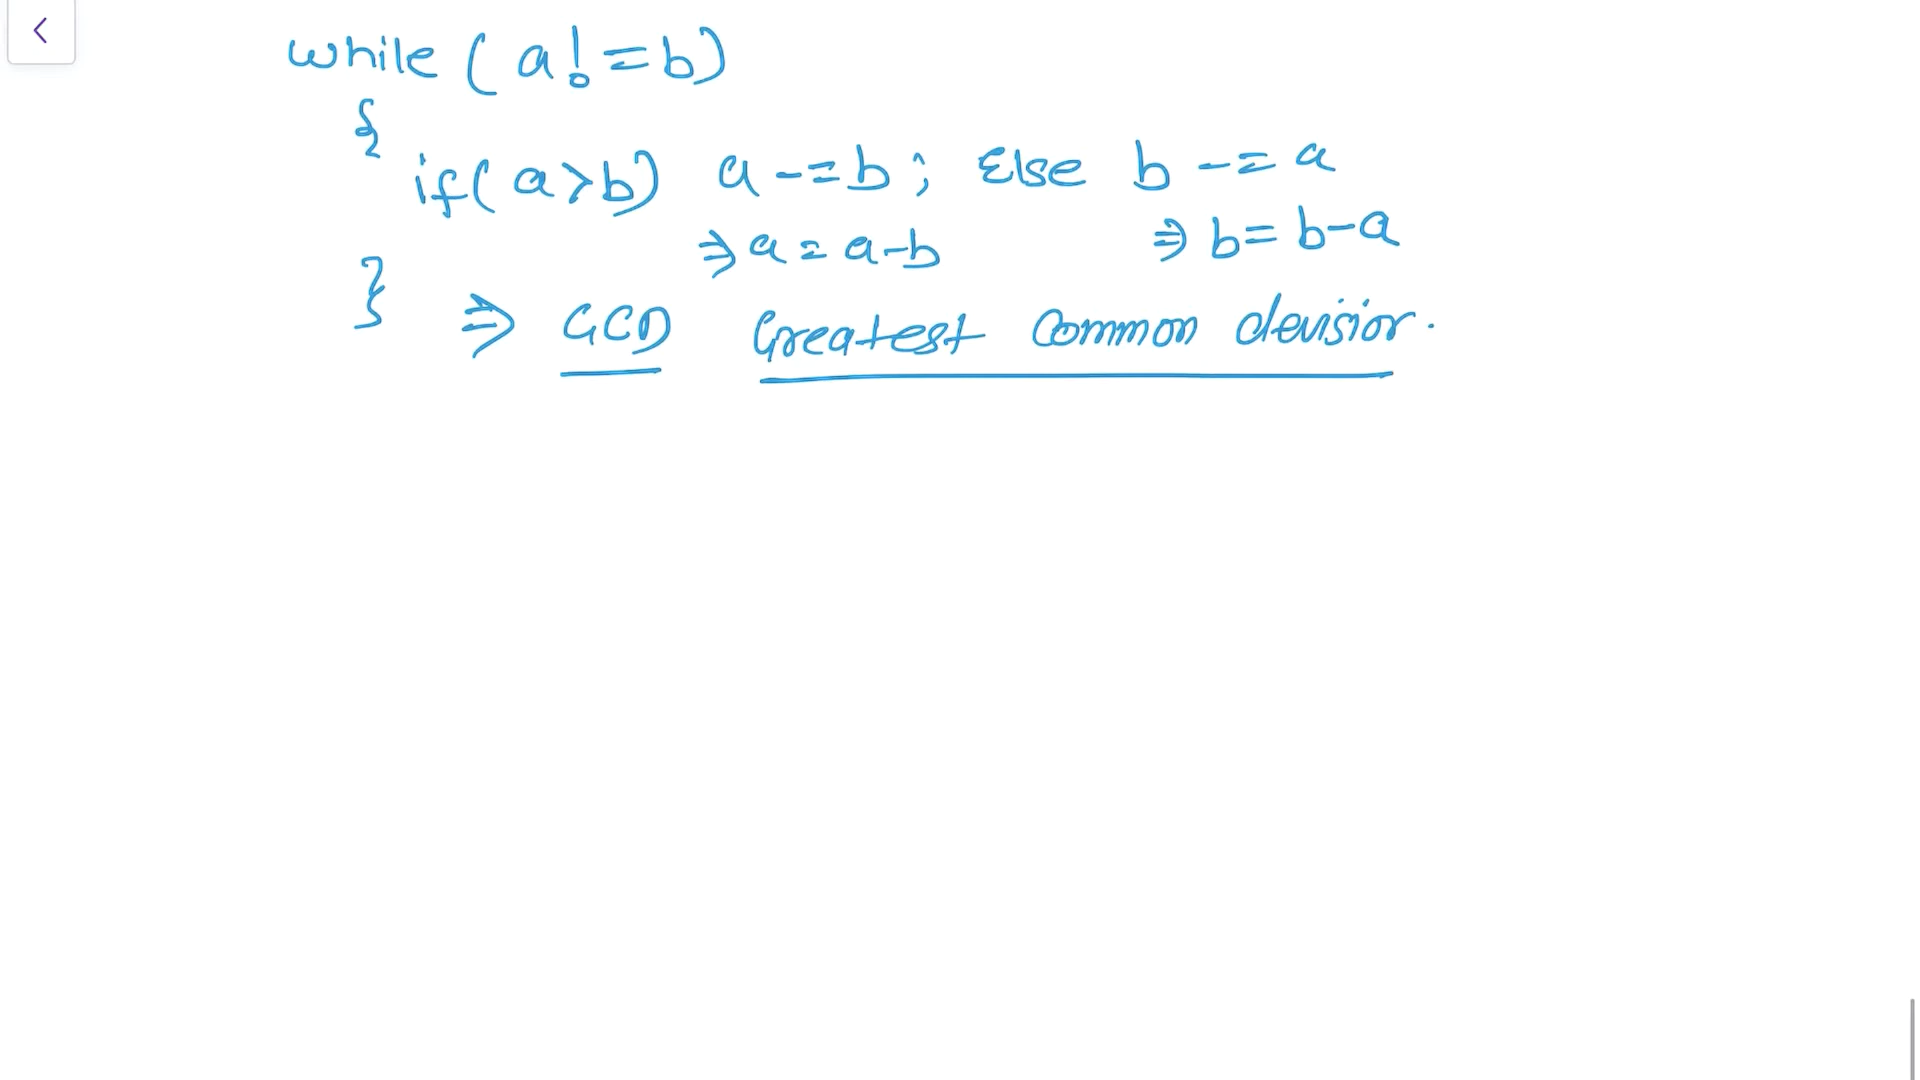 while ( a != b)
{
if( a>b) a -= b ; Else b -= a
⇒ a = a-b ⇒ b = b-a
} ⇒ GCD Greatest Common devisior.